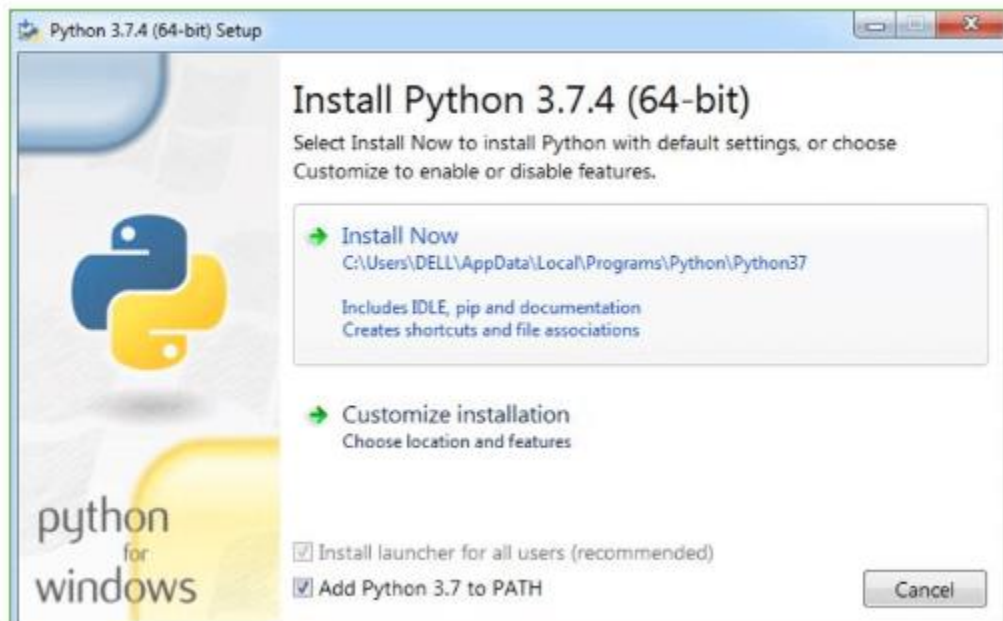 Python 3.7.4 (64-bit) Setup
Install Python 3.7.4 (64-bit)
Select Install Now to install Python with default settings, or choose
Customize to enable or disable features.
Install Now
C:\Users\DELL\AppData\Local\Programs\Python\Python37
Includes IDLE, pip and documentation
Creates shortcuts and file associations
Customize installation
Choose location and features
python
for
windows
Install launcher for all users (recommended)
Add Python 3.7 to PATH
Cancel